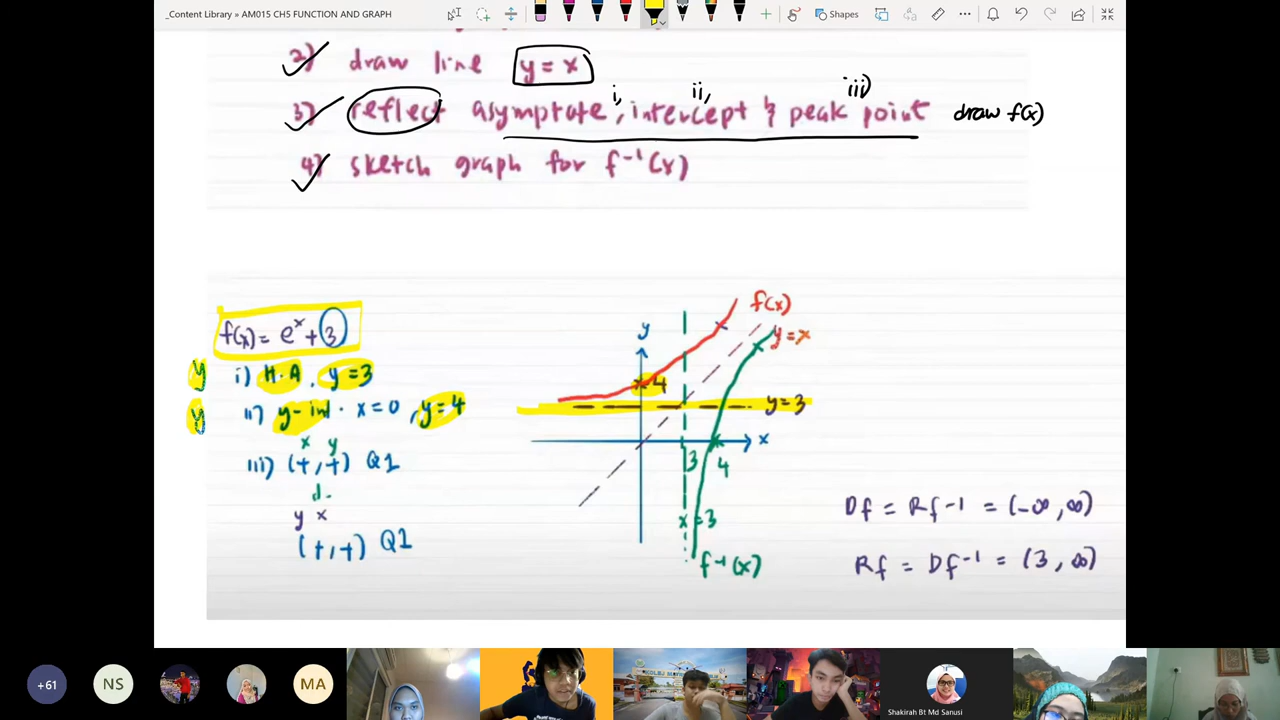 _Content Library » AM015 CH5 FUNCTION AND GRAPH
Shapes
2) draw line y = x
i, ii, iii)
3) reflect asymptote, intercept & peak point draw f(x)
4) sketch graph for f⁻¹(x)
f(x) = eˣ + 3
y i) H.A, y = 3
y ii) y-int. x = 0, y = 4
x y
iii) (+, +) Q1
d.
y x
(+, +) Q1
f(x)
y
y = x
4
y = 3
x
3 4
x = 3
f⁻¹(x)
Df = Rf⁻¹ = (-∞, ∞)
Rf = Df⁻¹ = (3, ∞)
+61
NS
MA
Shakirah Bt Md Sanusi